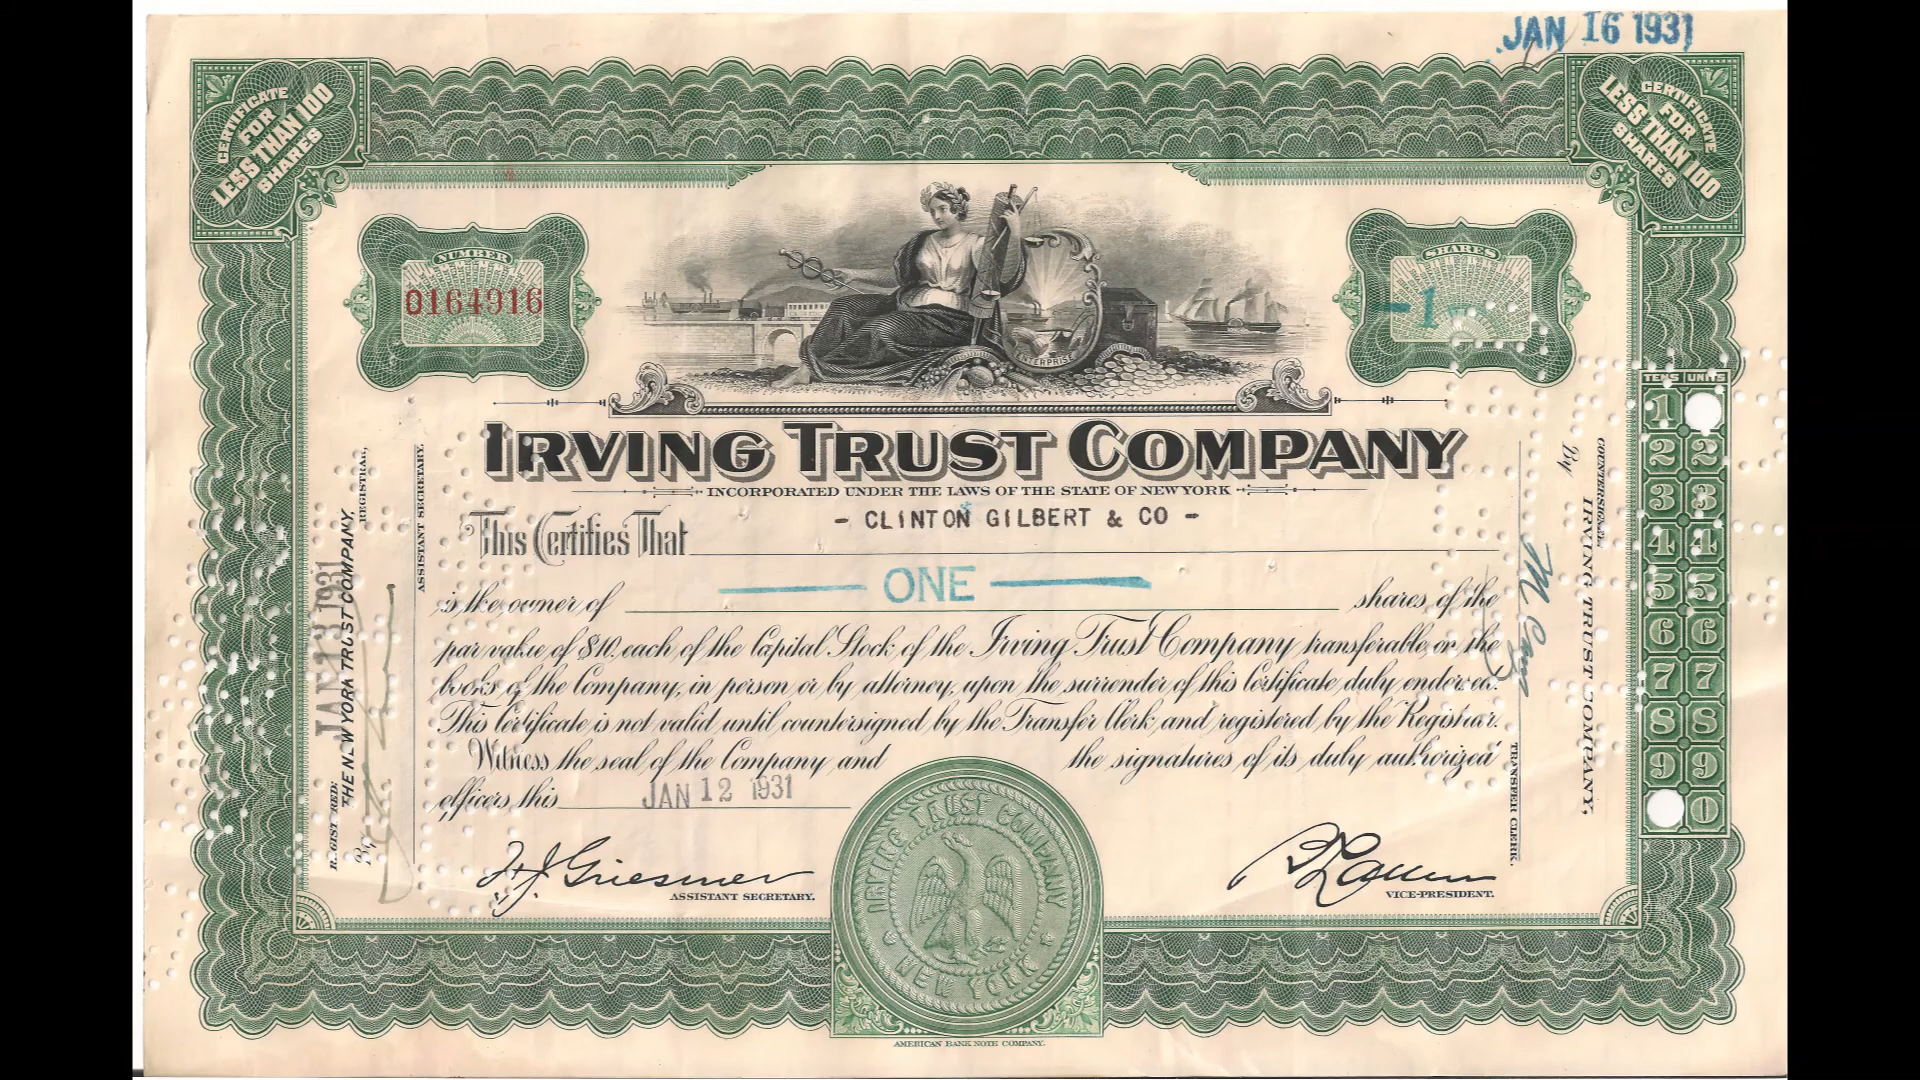 JAN 16 1931
CERTIFICATE
FOR
LESS THAN 100
SHARES
CERTIFICATE
FOR
LESS THAN 100
SHARES
NUMBER
0164916
SHARES
-1-
ENTERPRISE
IRVING TRUST COMPANY
INCORPORATED UNDER THE LAWS OF THE STATE OF NEW YORK
- CLINTON GILBERT & CO -
This Certifies That
ONE
is the owner of shares of the
par value of $10. each of the Capital Stock of the Irving Trust Company transferable on the
books of the Company, in person or by attorney, upon the surrender of this Certificate duly endorsed.
This Certificate is not valid until countersigned by the Transfer Clerk and registered by the Registrar.
Witness the seal of the Company and the signatures of its duly authorized
officers this JAN 12 1931
ASSISTANT SECRETARY.
VICE-PRESIDENT.
IRVING TRUST COMPANY
NEW YORK
AMERICAN BANK NOTE COMPANY.
REGISTERED:
JAN 13 1931
THE NEW YORK TRUST COMPANY,
REGISTRAR,
By
ASSISTANT SECRETARY.
COUNTERSIGNED:
IRVING TRUST COMPANY,
By
TRANSFER CLERK.
TENS UNITS
1
2 2
3 3
4 4
5 5
6 6
7 7
8 8
9 9
0